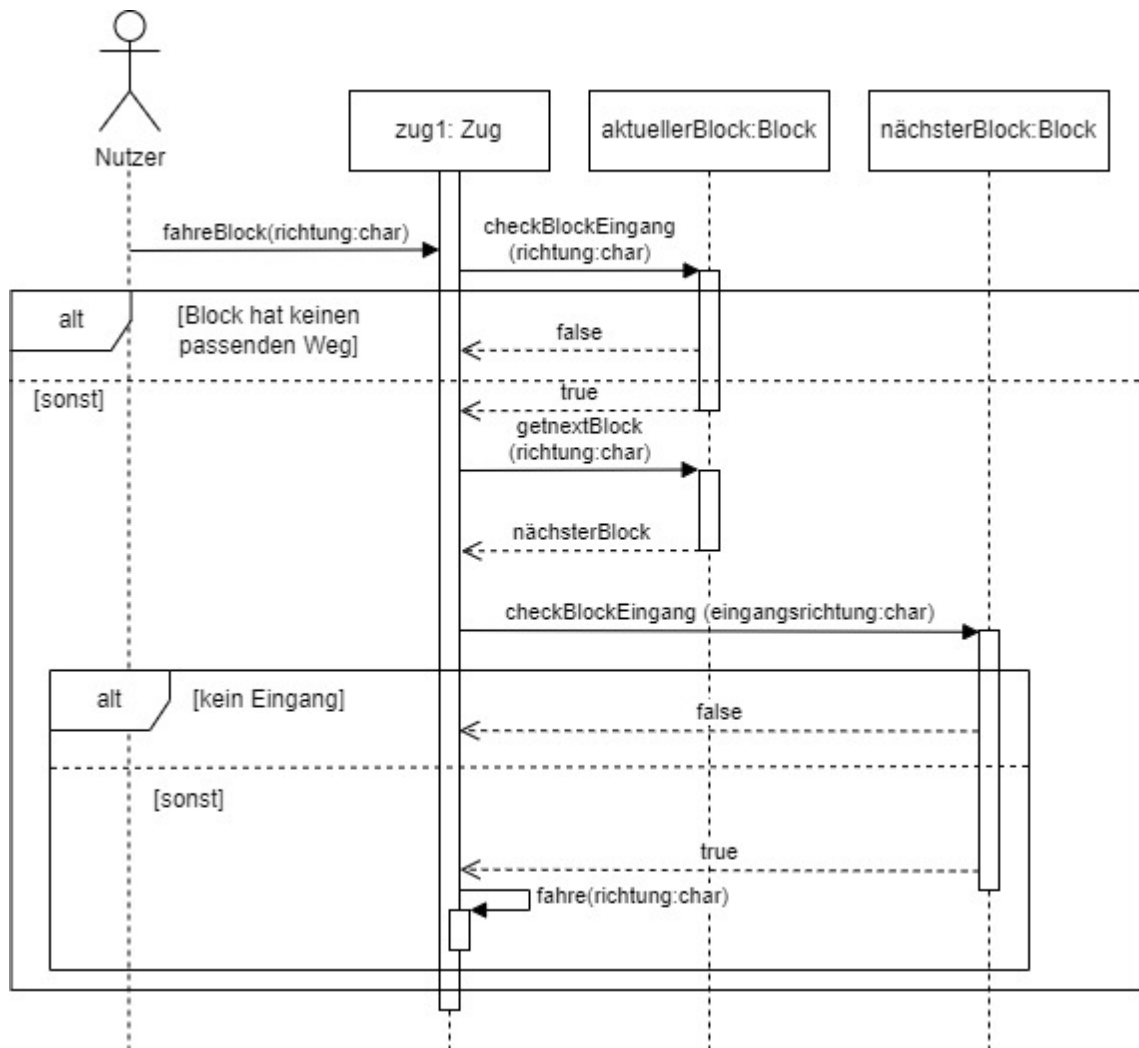 Nutzer
zug1: Zug
aktuellerBlock:Block
nächsterBlock:Block
fahreBlock(richtung:char)
checkBlockEingang
(richtung:char)
alt
[Block hat keinen
passenden Weg]
false
[sonst]
true
getnextBlock
(richtung:char)
nächsterBlock
checkBlockEingang (eingangsrichtung:char)
alt
[kein Eingang]
false
[sonst]
true
fahre(richtung:char)